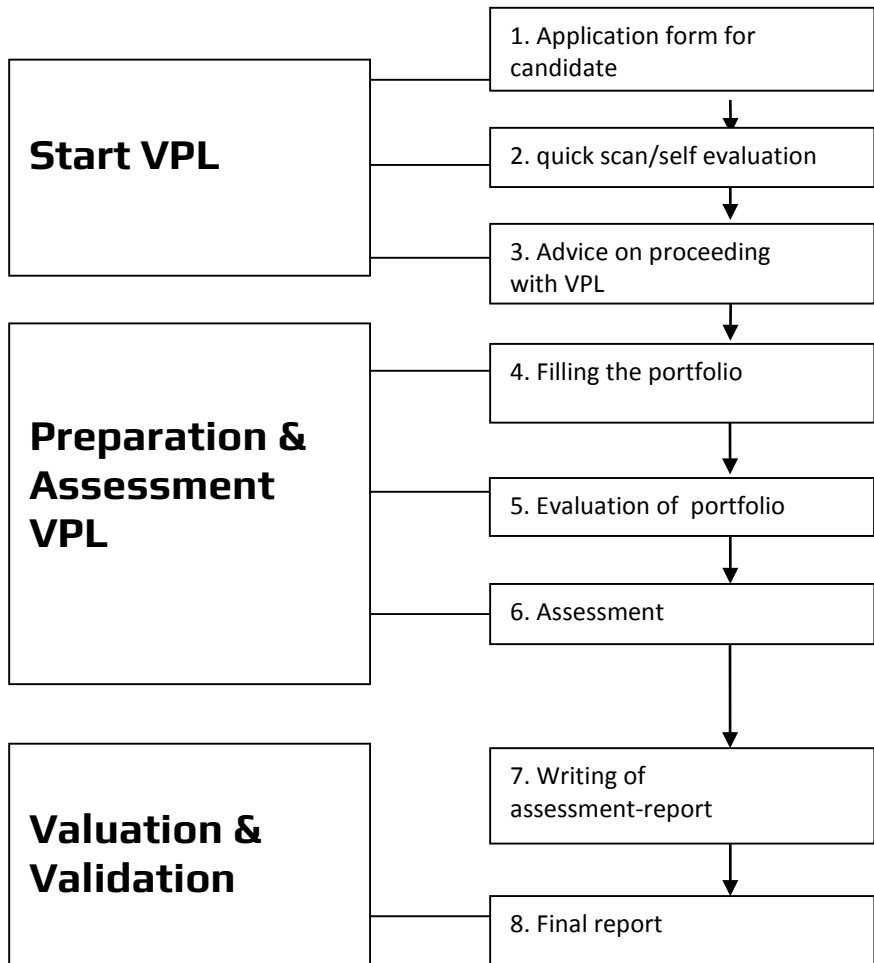 Start VPL
1. Application form for
candidate
2. quick scan/self evaluation
3. Advice on proceeding
with VPL
Preparation &
Assessment
VPL
4. Filling the portfolio
5. Evaluation of  portfolio
6. Assessment
Valuation &
Validation
7. Writing of
assessment-report
8. Final report